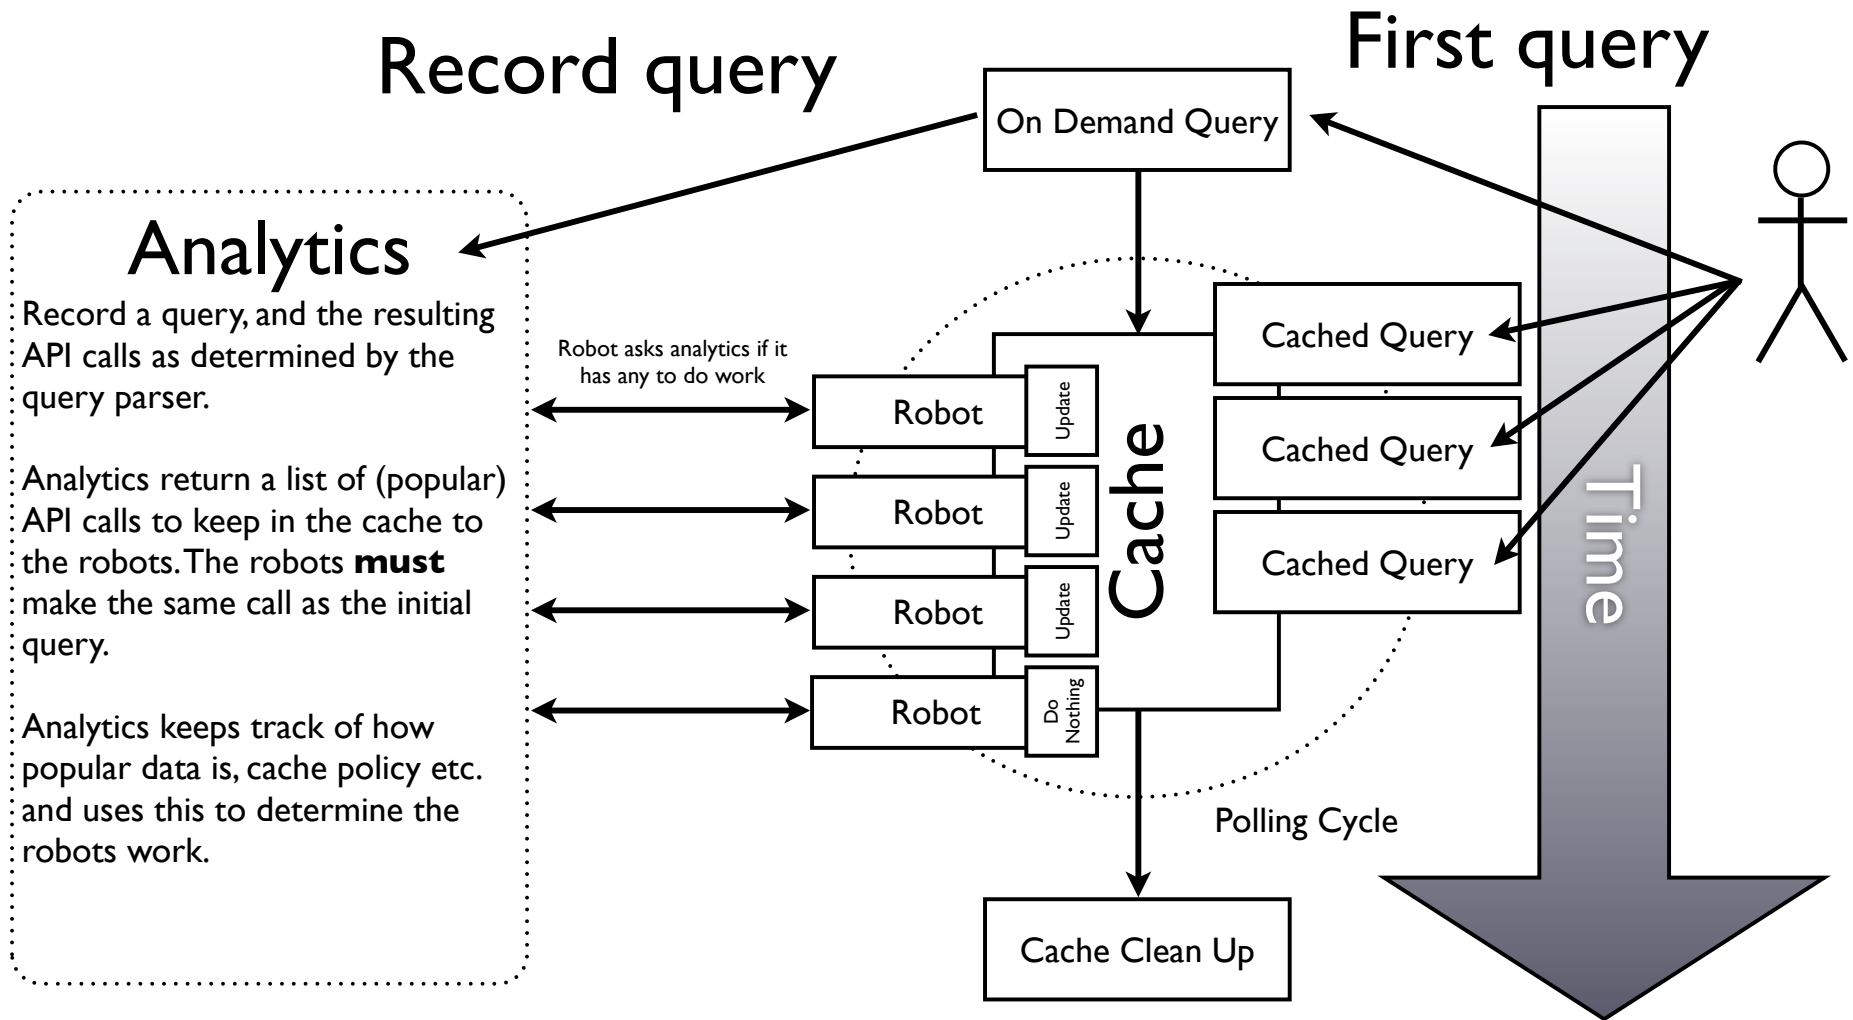 Record query
First query
On Demand Query
Analytics
Record a query, and the resulting
API calls as determined by the
query parser.
Analytics return a list of (popular)
API calls to keep in the cache to
the robots. The robots must
make the same call as the initial
query.
Analytics keeps track of how
popular data is, cache policy etc.
and uses this to determine the
robots work.
Robot asks analytics if it
has any to do work
Robot
Update
Robot
Update
Robot
Update
Robot
Do
Nothing
Cache
Cached Query
Cached Query
Cached Query
Time
Polling Cycle
Cache Clean Up